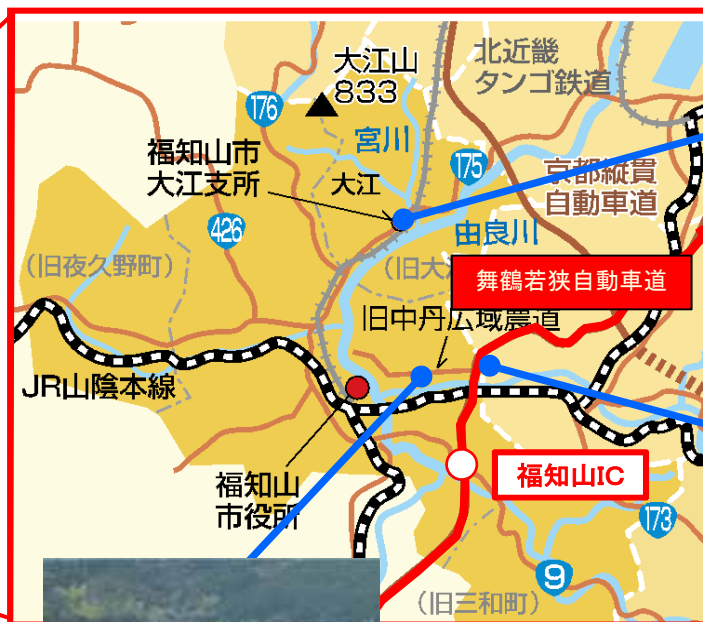 大江山
833
北近畿
タンゴ鉄道
176
宮川
福知山市
大江支所
大江
175
京都縦貫
自動車道
426
由良川
(旧夜久野町)
(旧大
舞鶴若狭自動車道
旧中丹広域農道
JR山陰本線
福知山
市役所
福知山IC
173
9
(旧三和町)